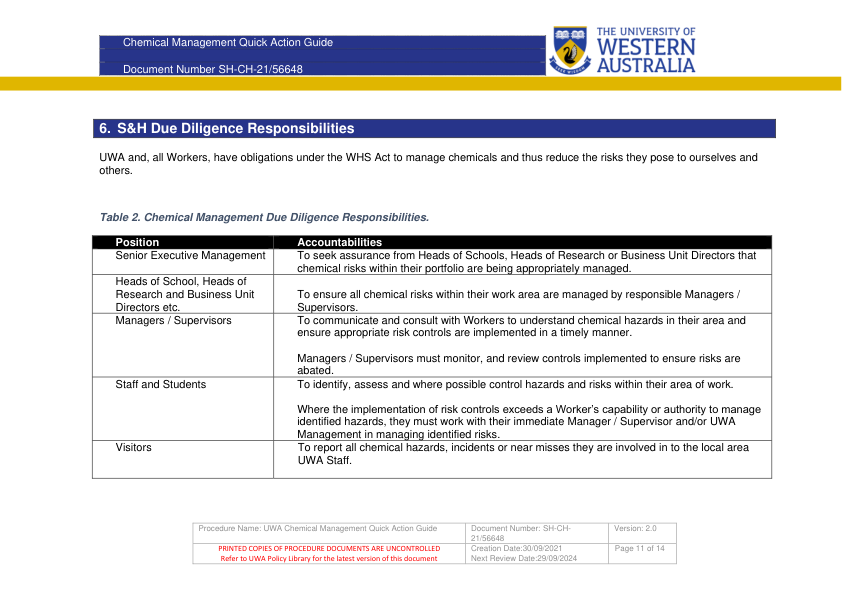 Chemical Management Quick Action Guide
Document Number SH-CH-21/56648
THE UNIVERSITY OF
WESTERN
AUSTRALIA
6. S&H Due Diligence Responsibilities
UWA and, all Workers, have obligations under the WHS Act to manage chemicals and thus reduce the risks they pose to ourselves and
others.
Table 2. Chemical Management Due Diligence Responsibilities.
Position Accountabilities
Senior Executive Management To seek assurance from Heads of Schools, Heads of Research or Business Unit Directors that
chemical risks within their portfolio are being appropriately managed.
Heads of School, Heads of
Research and Business Unit
Directors etc.
To ensure all chemical risks within their work area are managed by responsible Managers /
Supervisors.
Managers / Supervisors To communicate and consult with Workers to understand chemical hazards in their area and
ensure appropriate risk controls are implemented in a timely manner.
Managers / Supervisors must monitor, and review controls implemented to ensure risks are
abated.
Staff and Students To identify, assess and where possible control hazards and risks within their area of work.
Where the implementation of risk controls exceeds a Worker's capability or authority to manage
identified hazards, they must work with their immediate Manager / Supervisor and/or UWA
Management in managing identified risks.
Visitors To report all chemical hazards, incidents or near misses they are involved in to the local area
UWA Staff.
Procedure Name: UWA Chemical Management Quick Action Guide Document Number: SH-CH-
21/56648 Version: 2.0
PRINTED COPIES OF PROCEDURE DOCUMENTS ARE UNCONTROLLED Creation Date:30/09/2021 Page 11 of 14
Refer to UWA Policy Library for the latest version of this document Next Review Date:29/09/2024